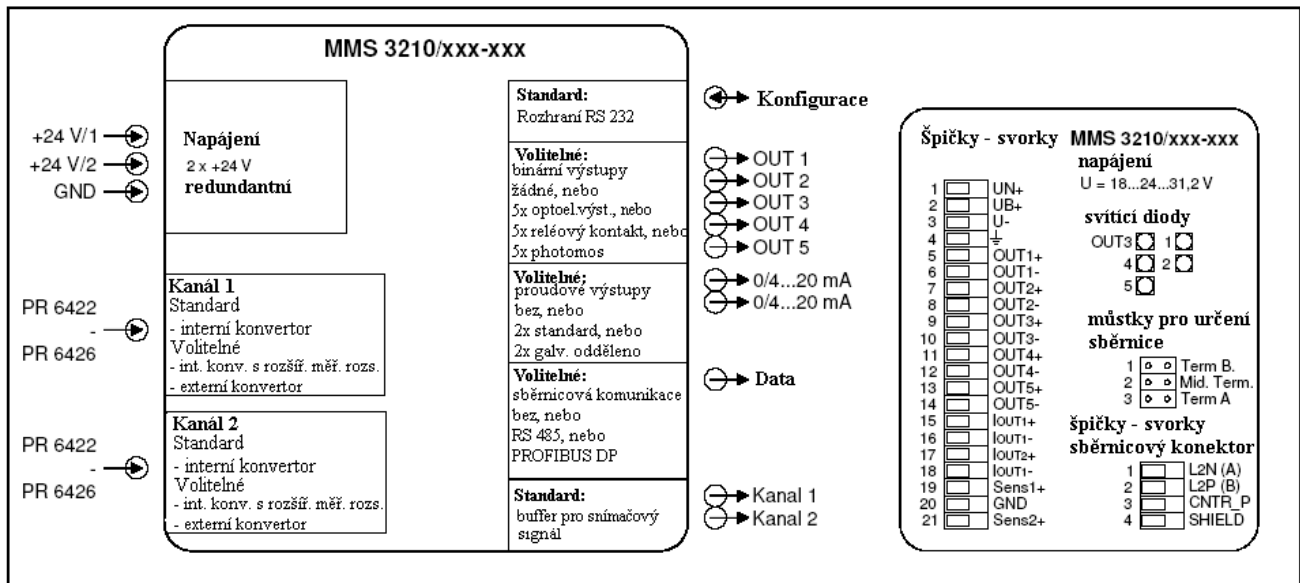 MMS 3210/xxx-xxx
+24 V/1
+24 V/2
GND
Napájení
2 x +24 V
redundantní
PR 6422
-
PR 6426
Kanál 1
Standard
- interní konvertor
Volitelné
- int. konv. s rozšíř. měř. rozs.
- externí konvertor
PR 6422
-
PR 6426
Kanál 2
Standard
- interní konvertor
Volitelné
- int. konv. s rozšíř. měř. rozs.
- externí konvertor
Standard:
Rozhraní RS 232
Volitelné:
binární výstupy
žádné, nebo
5x optoel.výst., nebo
5x reléový kontakt, nebo
5x photomos
Volitelné:
proudové výstupy
bez, nebo
2x standard, nebo
2x galv. odděleno
Volitelné:
sběrnicová komunikace
bez, nebo
RS 485, nebo
PROFIBUS DP
Standard:
buffer pro snímačový
signál
Konfigurace
OUT 1
OUT 2
OUT 3
OUT 4
OUT 5
0/4...20 mA
0/4...20 mA
Data
Kanal 1
Kanal 2
Špičky - svorky
1 UN+
2 UB+
3 U-
4
5 OUT1+
6 OUT1-
7 OUT2+
8 OUT2-
9 OUT3+
10 OUT3-
11 OUT4+
12 OUT4-
13 OUT5+
14 OUT5-
15 IOUT1+
16 IOUT1-
17 IOUT2+
18 IOUT1-
19 Sens1+
20 GND
21 Sens2+
MMS 3210/xxx-xxx
napájení
U = 18...24...31,2 V
svítící diody
OUT3 1
4 2
5
můstky pro určení
sběrnice
1 Term B.
2 Mid. Term.
3 Term A
špičky - svorky
sběrnicový konektor
1 L2N (A)
2 L2P (B)
3 CNTR_P
4 SHIELD